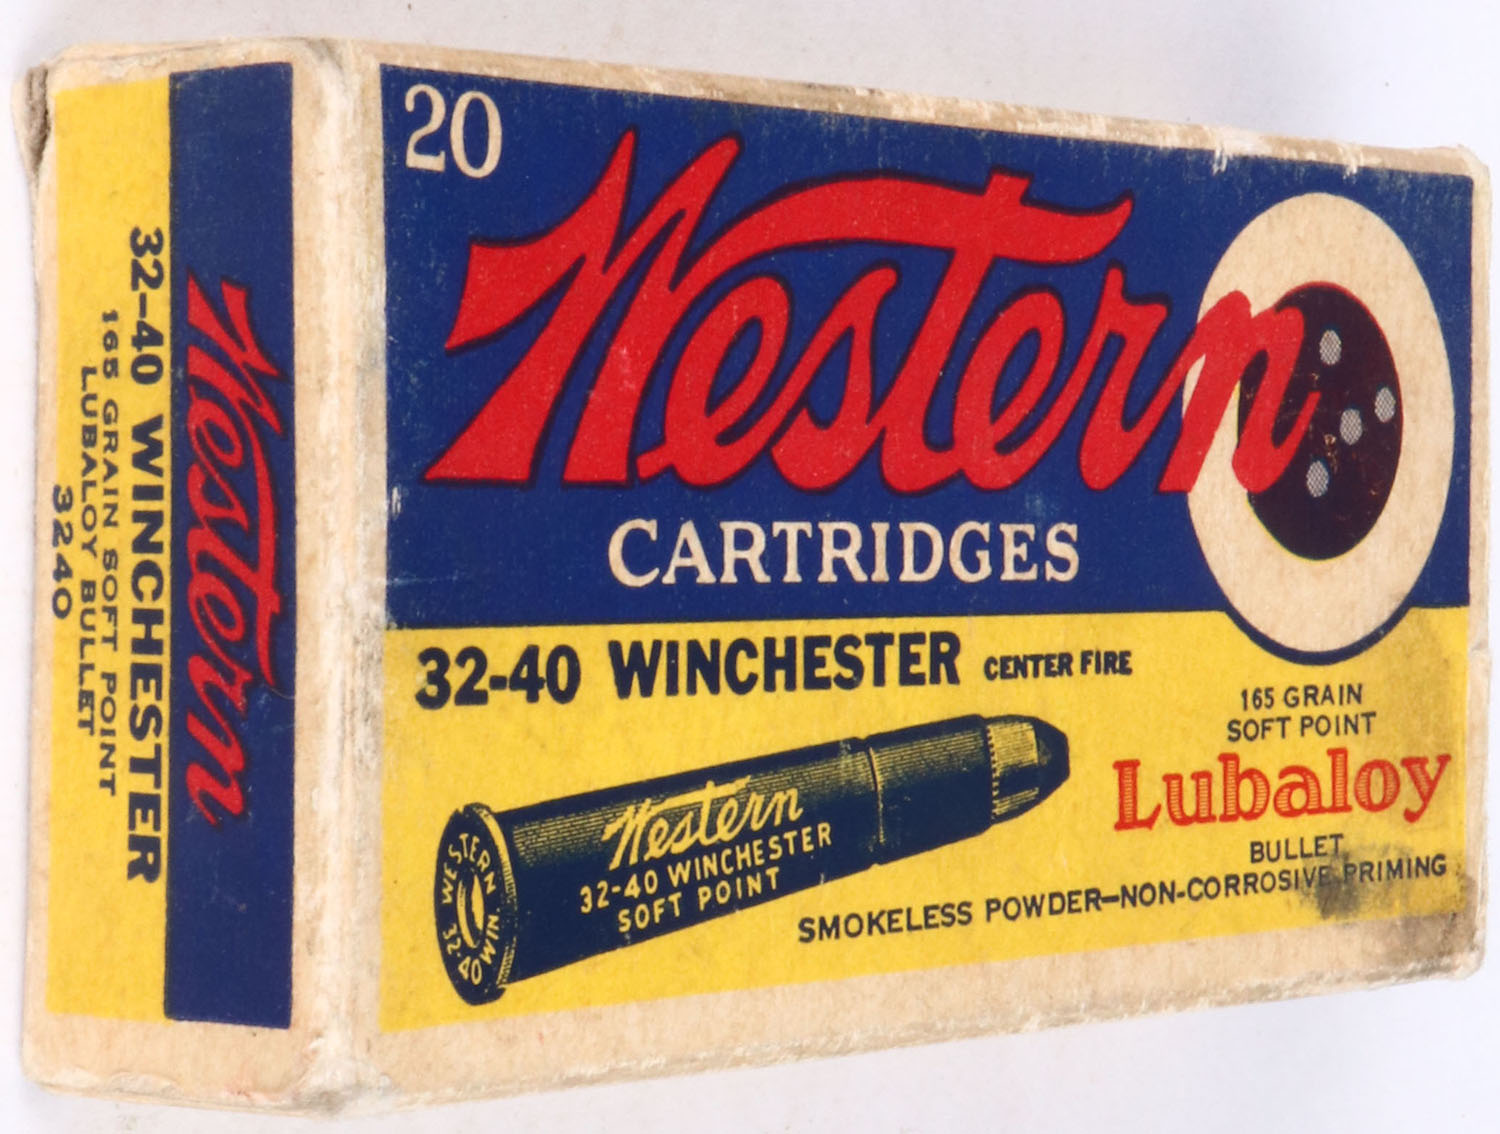 20
Western
CARTRIDGES
32-40 WINCHESTER CENTER FIRE
165 GRAIN
SOFT POINT
Lubaloy
BULLET
SMOKELESS POWDER—NON-CORROSIVE PRIMING
Western
32-40 WINCHESTER
SOFT POINT
WESTERN
32-40 WIN.
Western
32-40 WINCHESTER
165 GRAIN SOFT POINT
LUBALOY BULLET
3240